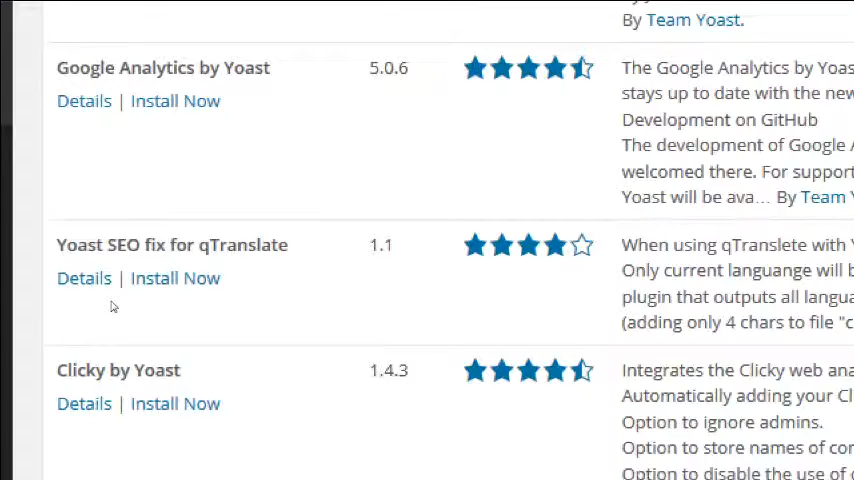 By Team Yoast.
Google Analytics by Yoast 5.0.6 The Google Analytics by Yoas
Details | Install Now stays up to date with the new
Development on GitHub
The development of Google
welcomed there. For support
Yoast will be ava… By Team
Yoast SEO fix for qTranslate 1.1 When using qTranslete with
Details | Install Now Only current languange will b
plugin that outputs all langua
(adding only 4 chars to file "c
Clicky by Yoast 1.4.3 Integrates the Clicky web ana
Details | Install Now Automatically adding your Cl
Option to ignore admins.
Option to store names of cor
Option to disable the use of